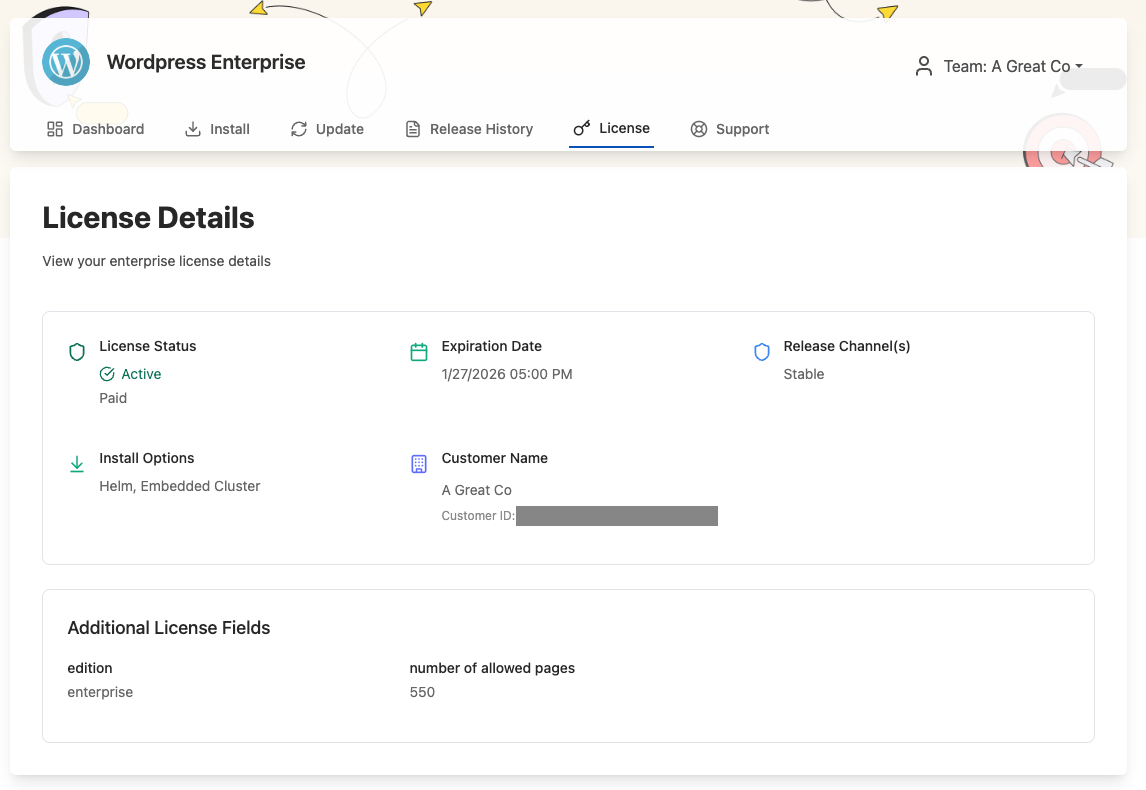 Wordpress Enterprise
Team: A Great Co
Dashboard
Install
Update
Release History
License
Support
License Details
View your enterprise license details
License Status
Active
Paid
Expiration Date
1/27/2026 05:00 PM
Release Channel(s)
Stable
Install Options
Helm, Embedded Cluster
Customer Name
A Great Co
Customer ID:
Additional License Fields
edition
enterprise
number of allowed pages
550